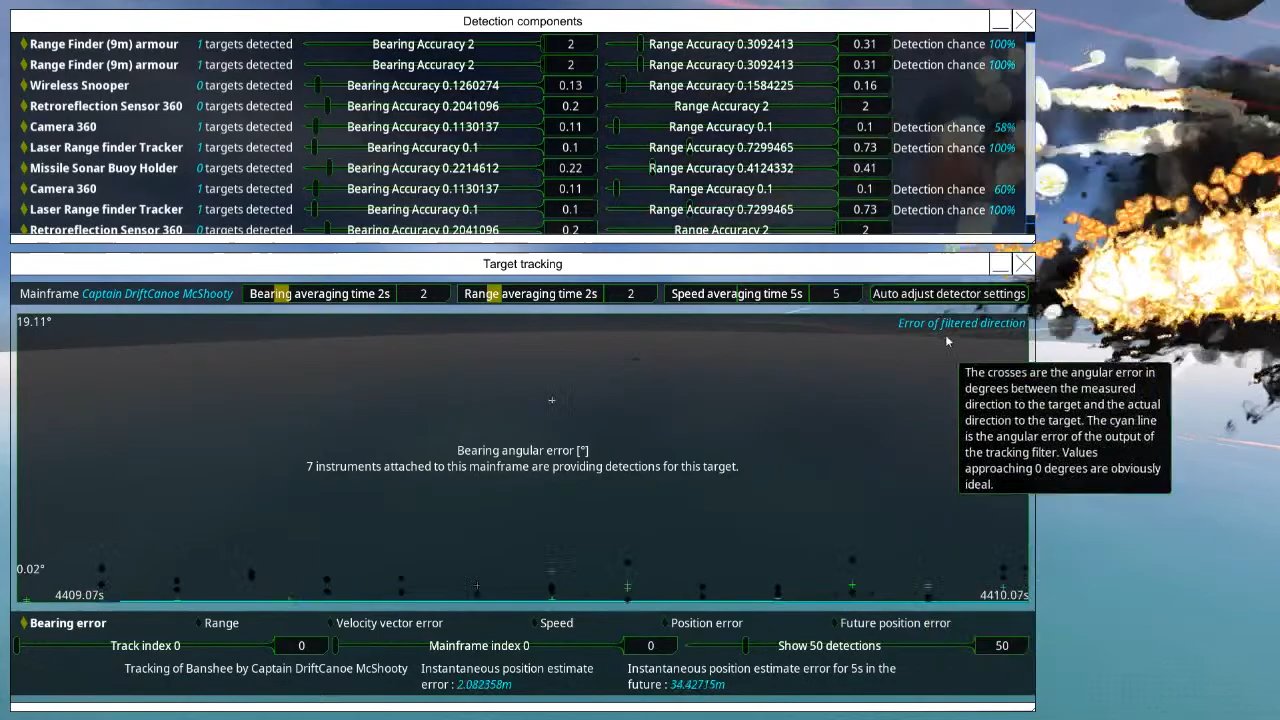 Detection components
Range Finder (9m) armour 1 targets detected Bearing Accuracy 2 2 Range Accuracy 0.3092413 0.31 Detection chance 100%
Range Finder (9m) armour 1 targets detected Bearing Accuracy 2 2 Range Accuracy 0.3092413 0.31 Detection chance 100%
Wireless Snooper 0 targets detected Bearing Accuracy 0.1260274 0.13 Range Accuracy 0.1584225 0.16
Retroreflection Sensor 360 0 targets detected Bearing Accuracy 0.2041096 0.2 Range Accuracy 2 2
Camera 360 1 targets detected Bearing Accuracy 0.1130137 0.11 Range Accuracy 0.1 0.1 Detection chance 58%
Laser Range finder Tracker 1 targets detected Bearing Accuracy 0.1 0.1 Range Accuracy 0.7299465 0.73 Detection chance 100%
Missile Sonar Buoy Holder 0 targets detected Bearing Accuracy 0.2214612 0.22 Range Accuracy 0.4124332 0.41
Camera 360 1 targets detected Bearing Accuracy 0.1130137 0.11 Range Accuracy 0.1 0.1 Detection chance 60%
Laser Range finder Tracker 1 targets detected Bearing Accuracy 0.1 0.1 Range Accuracy 0.7299465 0.73 Detection chance 100%
Retroreflection Sensor 360 0 targets detected Bearing Accuracy 0.2041096 0.2 Range Accuracy 2 2
Target tracking
Mainframe Captain DriftCanoe McShooty Bearing averaging time 2s 2 Range averaging time 2s 2 Speed averaging time 5s 5 Auto adjust detector settings
19.11°
Error of filtered direction
The crosses are the angular error in
degrees between the measured
direction to the target and the actual
direction to the target. The cyan line
is the angular error of the output of
the tracking filter. Values
approaching 0 degrees are obviously
ideal.
Bearing angular error [°]
7 instruments attached to this mainframe are providing detections for this target.
0.02°
4409.07s 4410.07s
Bearing error Range Velocity vector error Speed Position error Future position error
Track index 0 0 Mainframe index 0 0 Show 50 detections 50
Tracking of Banshee by Captain DriftCanoe McShooty
Instantaneous position estimate
error : 2.082358m
Instantaneous position estimate error for 5s in the
future : 34.42715m